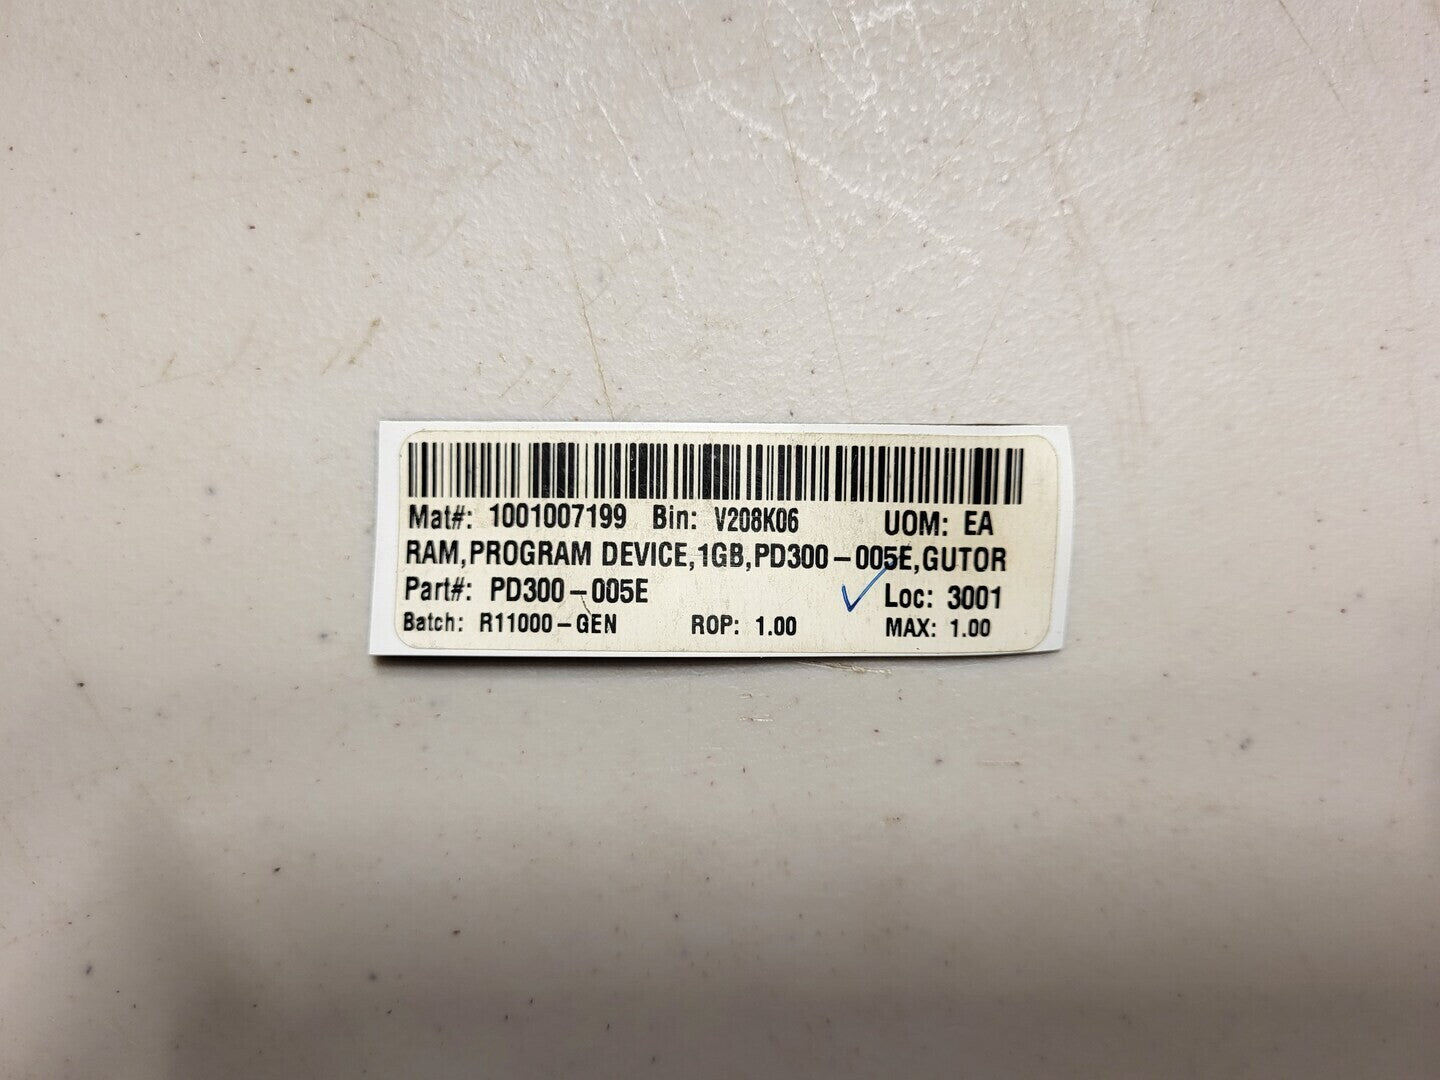 Mat#: 1001007199 Bin: V208K06 UOM: EA
RAM,PROGRAM DEVICE,1GB,PD300-005E,GUTOR
Part#: PD300-005E Loc: 3001
Batch: R11000-GEN ROP: 1.00 MAX: 1.00